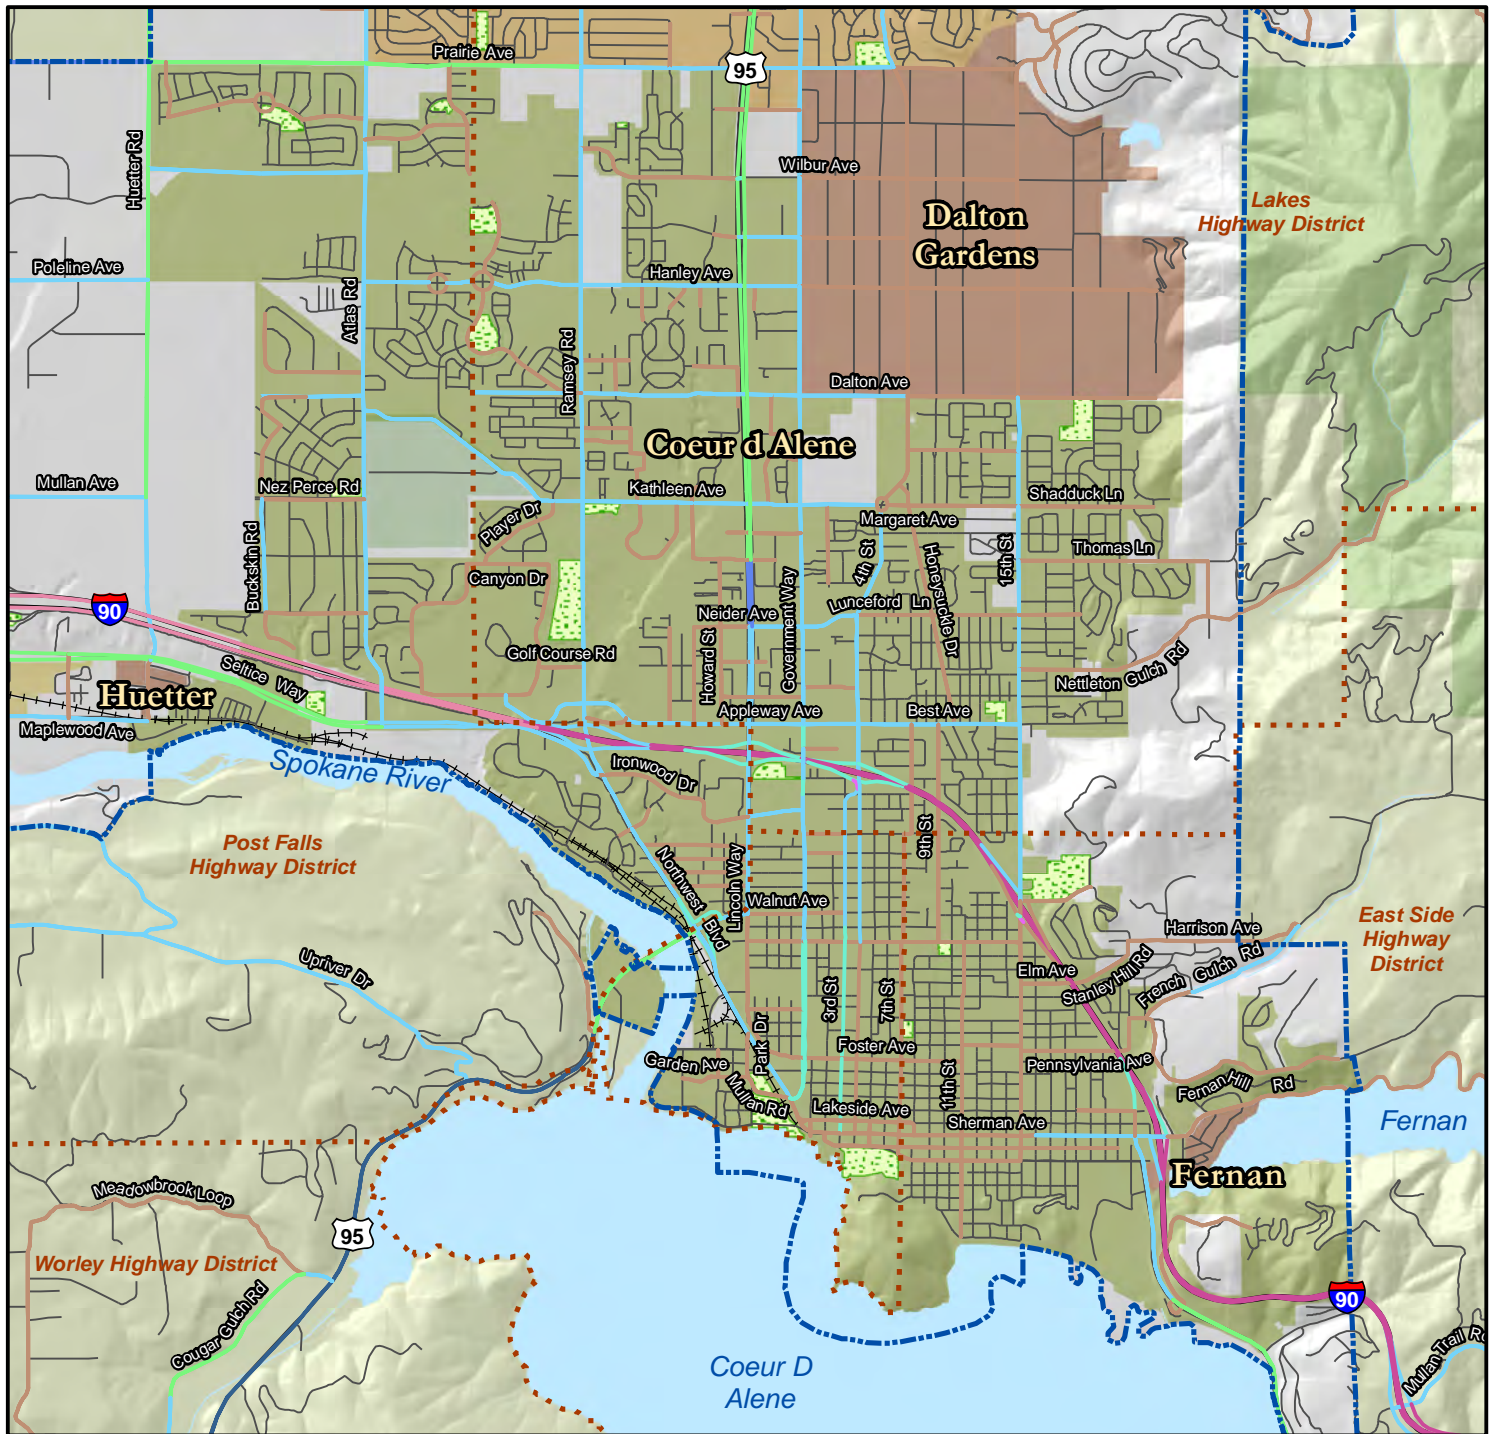 Prairie Ave
95
Huetter Rd
Wilbur Ave
Lakes
Highway District
Dalton
Gardens
Poleline Ave
Hanley Ave
Atlas Rd
Ramsey Rd
Dalton Ave
Coeur d Alene
Mullan Ave
Nez Perce Rd
Kathleen Ave
Shadduck Ln
Player Dr
Margaret Ave
Buckskin Rd
4th St
Honeysuckle Dr
15th St
Thomas Ln
Canyon Dr
90
Government Way
Neider Ave
Lunceford Ln
Golf Course Rd
Howard St
Seltice Way
Nettleton Gulch Rd
Huetter
Appleway Ave
Best Ave
Maplewood Ave
Spokane River
Ironwood Dr
Post Falls
Highway District
9th St
Northwest Blvd
Lincoln Way
Walnut Ave
East Side
Highway
District
Harrison Ave
Upriver Dr
Elm Ave
Stanley Hill Rd
French Gulch Rd
3rd St
7th St
Park Dr
Foster Ave
Garden Ave
Pennsylvania Ave
11th St
Fernan Hill Rd
Mullan Rd
Lakeside Ave
Sherman Ave
Fernan
Fernan
Meadowbrook Loop
95
Worley Highway District
90
Cougar Gulch Rd
Mullan Trail Rd
Coeur D
Alene